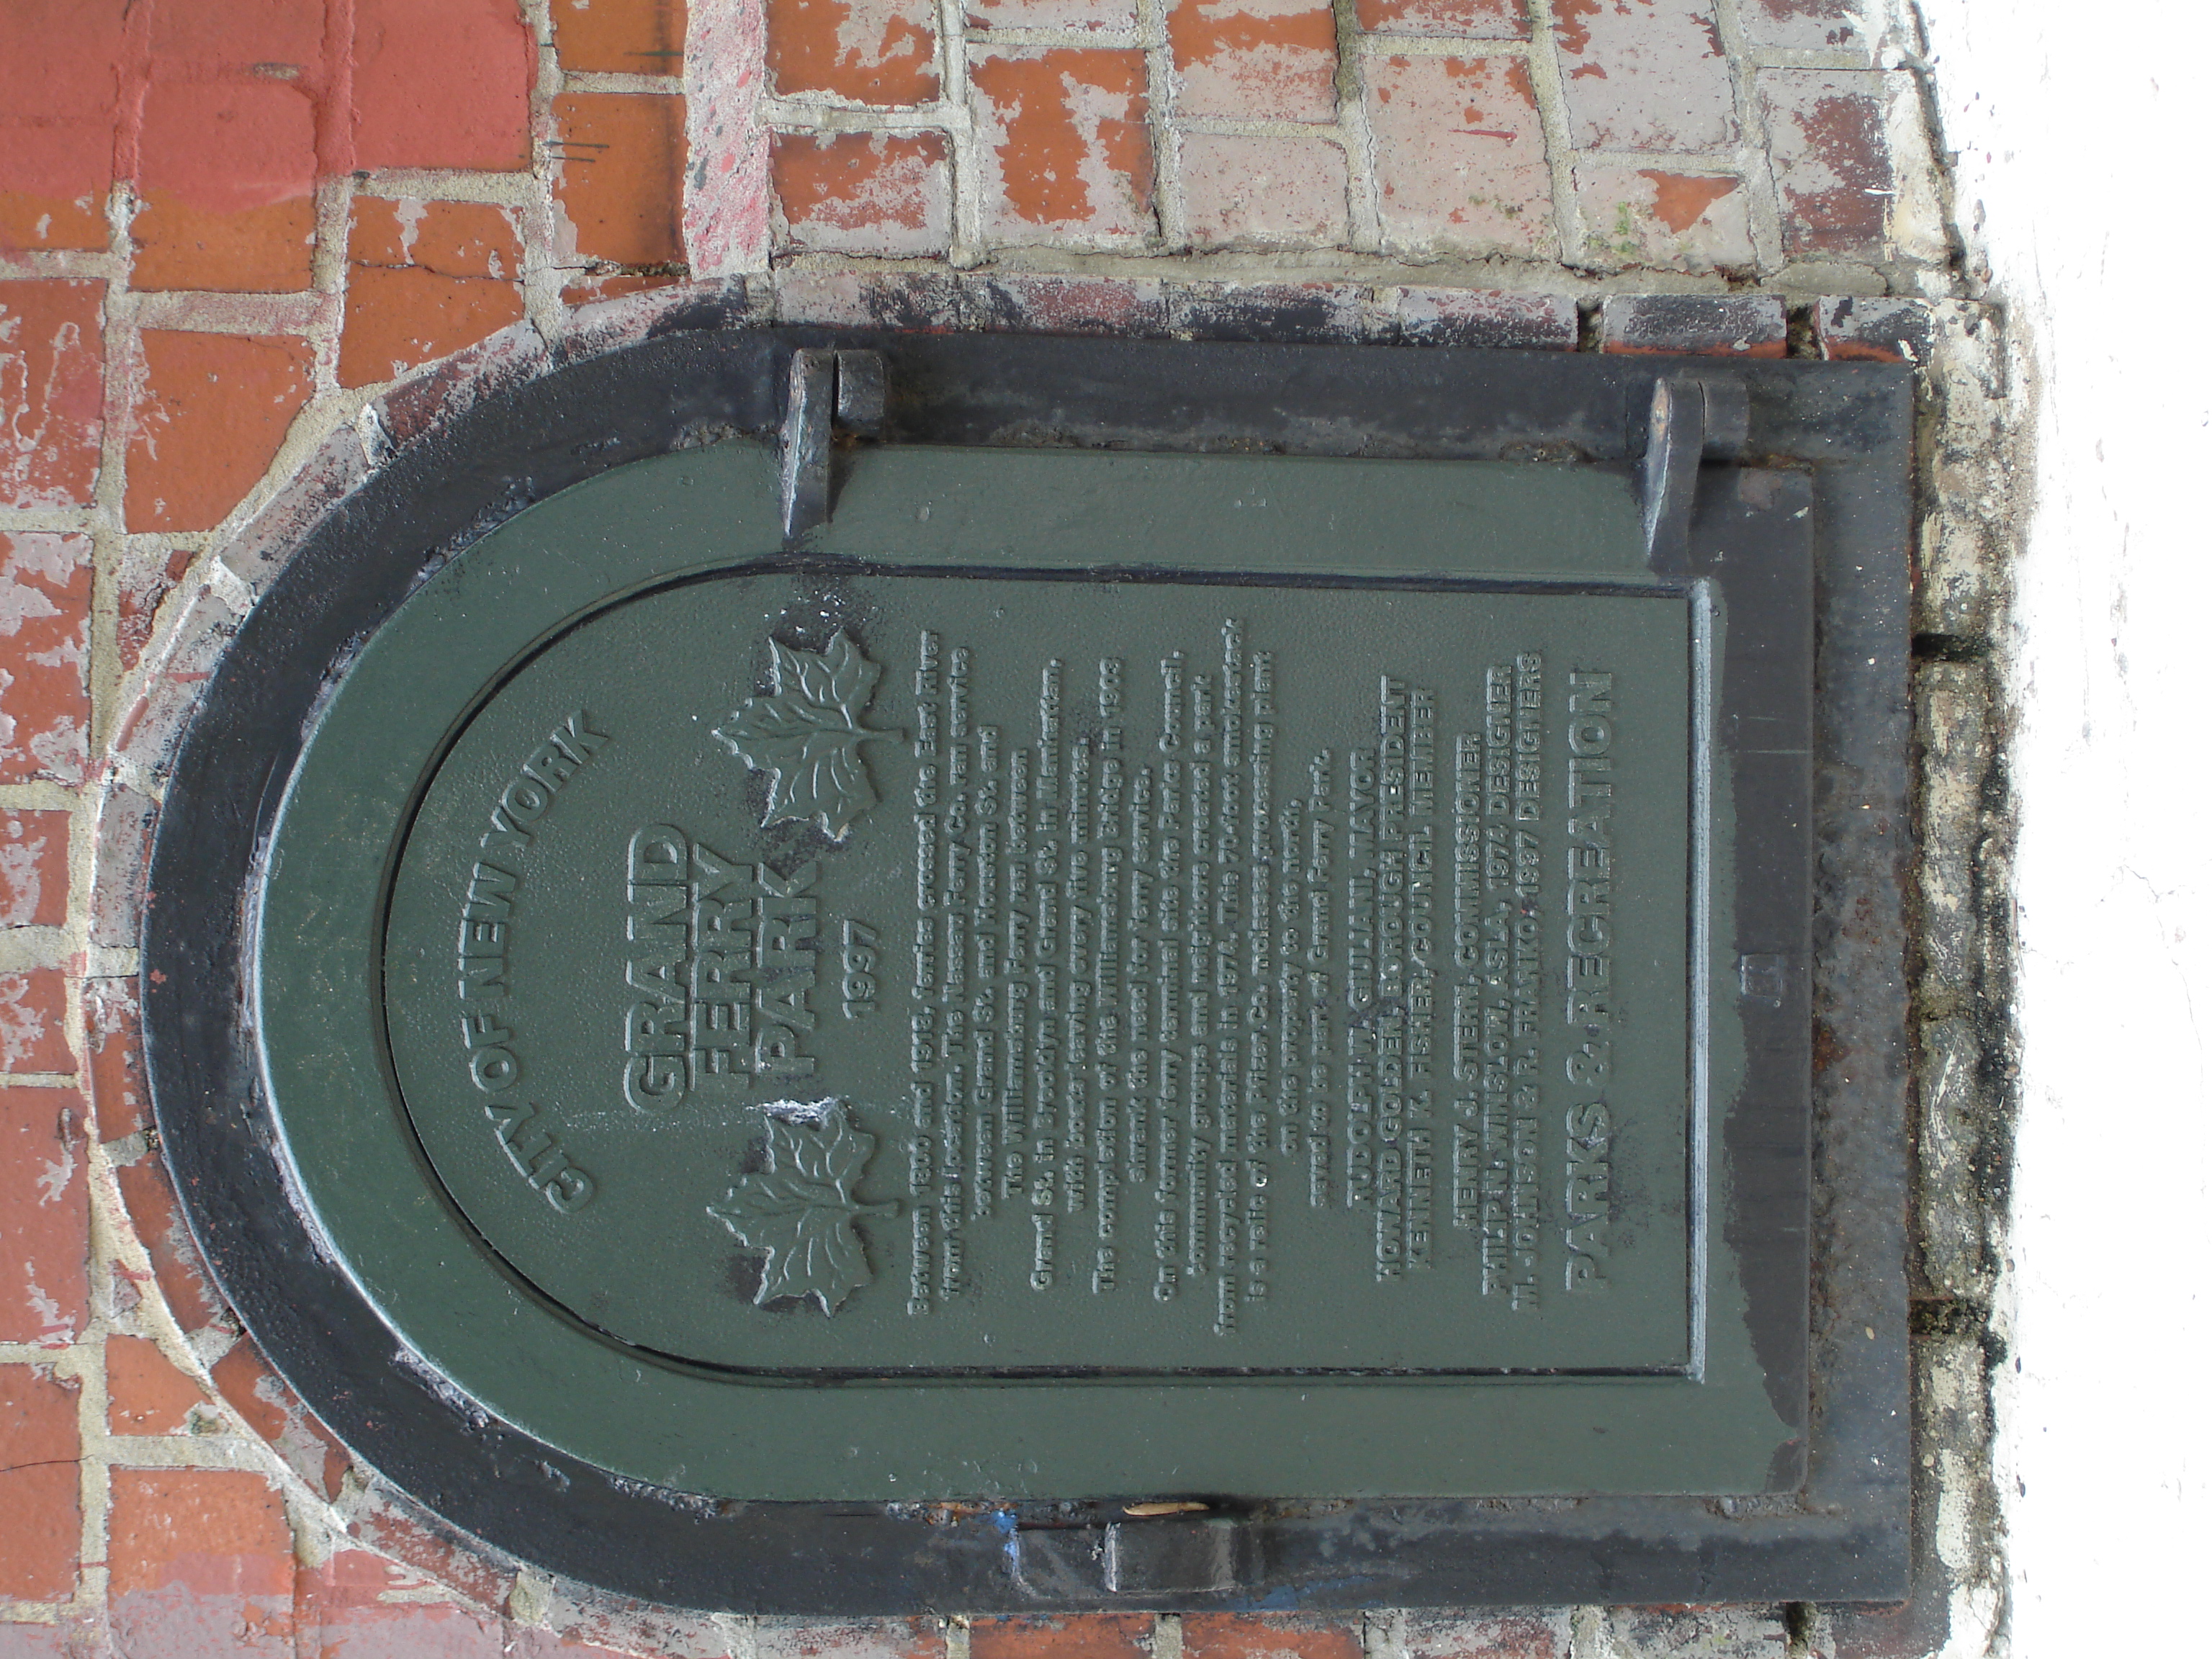 CITY OF NEW YORK
GRAND
FERRY
PARK
1997
Between 1800 and 1918, ferries crossed the East River
from this location. The Nassau Ferry Co. ran service
between Grand St. and Houston St. and
The Williamsburg Ferry ran between
Grand St. in Brooklyn and Grand St. in Manhattan,
with boats leaving every five minutes.
The completion of the Williamsburg Bridge in 1903
shrank the need for ferry service.
On this former ferry terminal site the Parks Council,
community groups and neighbors created a park
from recycled materials in 1974. This 70-foot smokestack
is a relic of the Pfizer Co. molasses processing plant
on the property to the north,
saved to be part of Grand Ferry Park.
RUDOLPH W. GIULIANI, MAYOR
HOWARD GOLDEN, BOROUGH PRESIDENT
KENNETH K. FISHER, COUNCIL MEMBER
HENRY J. STERN, COMMISSIONER
PHILIP N. WINSLOW, ASLA, 1974 DESIGNER
M. JOHNSON & R. FRANKO, 1997 DESIGNERS
PARKS & RECREATION